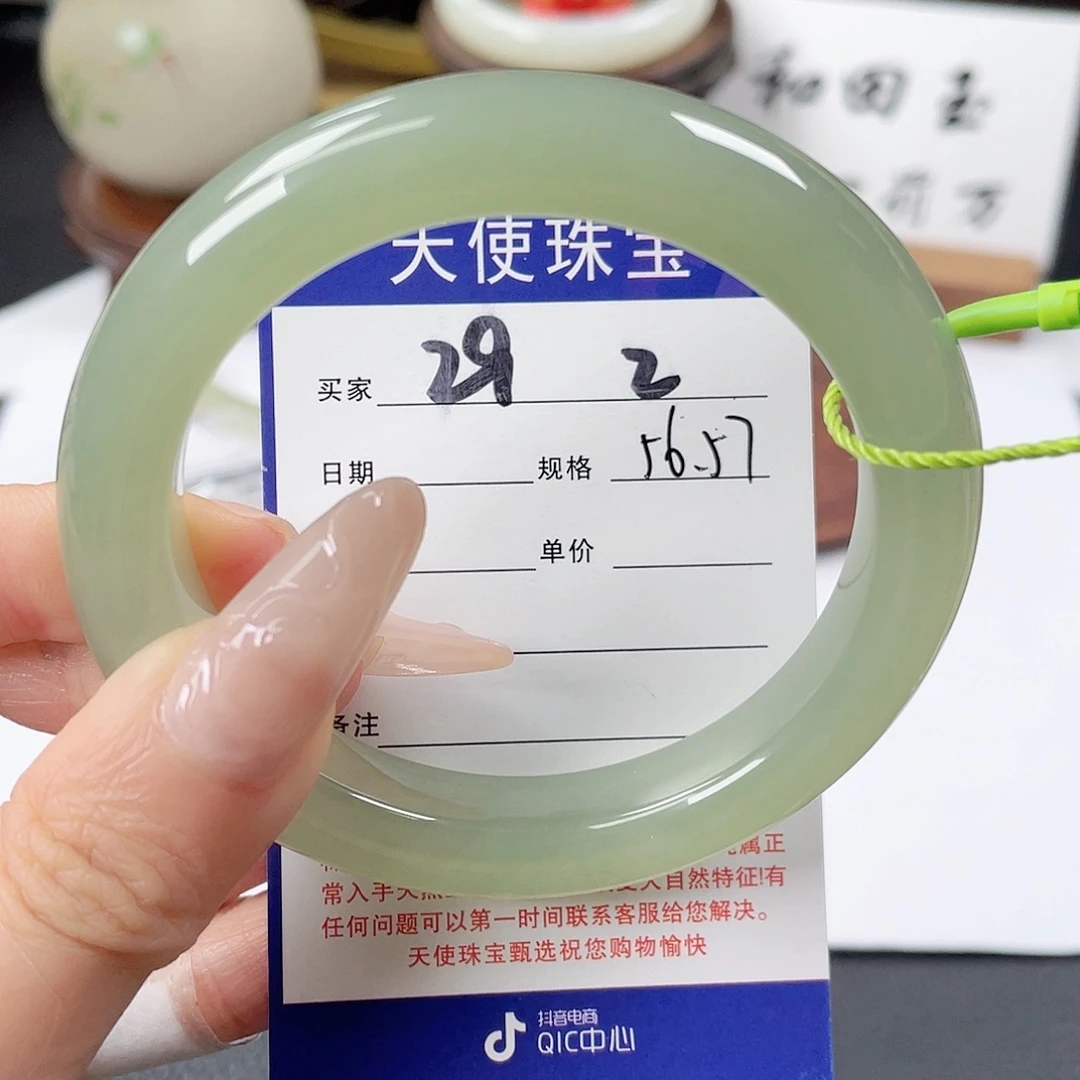 和田玉
万
天使珠宝
买家 29 2
日期 规格 56.57
单价
备注
属正
常入手 大自然特征!有
任何问题可以第一时间联系客服给您解决。
天使珠宝甄选祝您购物愉快
抖音电商
QIC中心